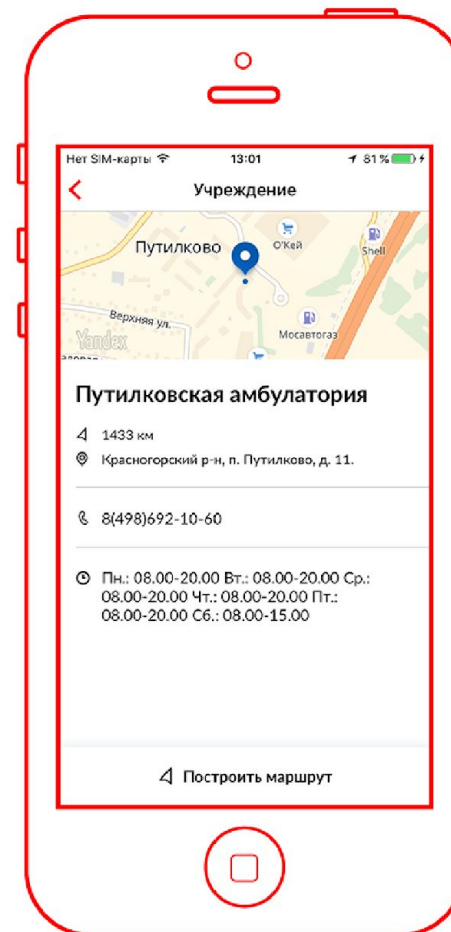 Нет SIM-карты 13:01 81 %
Учреждение
Путилково
О'Кей
Shell
Верхняя ул.
Мосавтогаз
Yandex
Путилковская амбулатория
1433 км
Красногорский р-н, п. Путилково, д. 11.
8(498)692-10-60
Пн.: 08.00-20.00 Вт.: 08.00-20.00 Ср.:
08.00-20.00 Чт.: 08.00-20.00 Пт.:
08.00-20.00 Сб.: 08.00-15.00
Построить маршрут